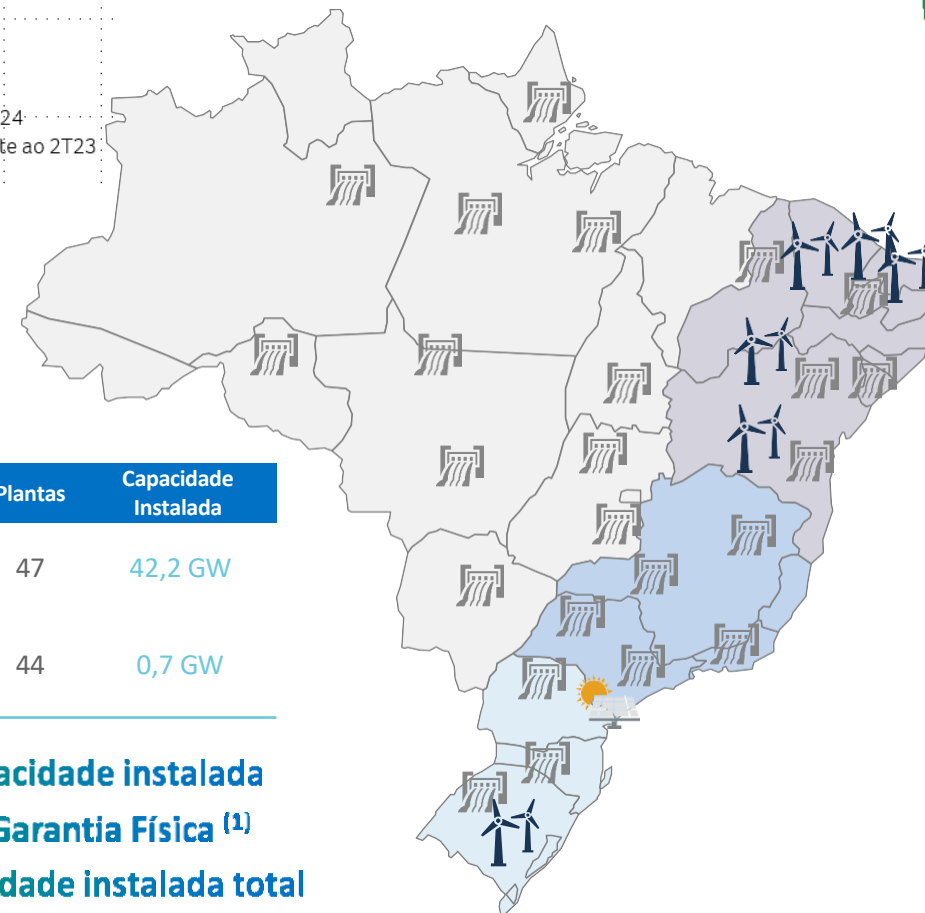 24
te ao 2T23
Plantas Capacidade Instalada
47 42,2 GW
44 0,7 GW
acidade instalada
Garantia Física (1)
dade instalada total